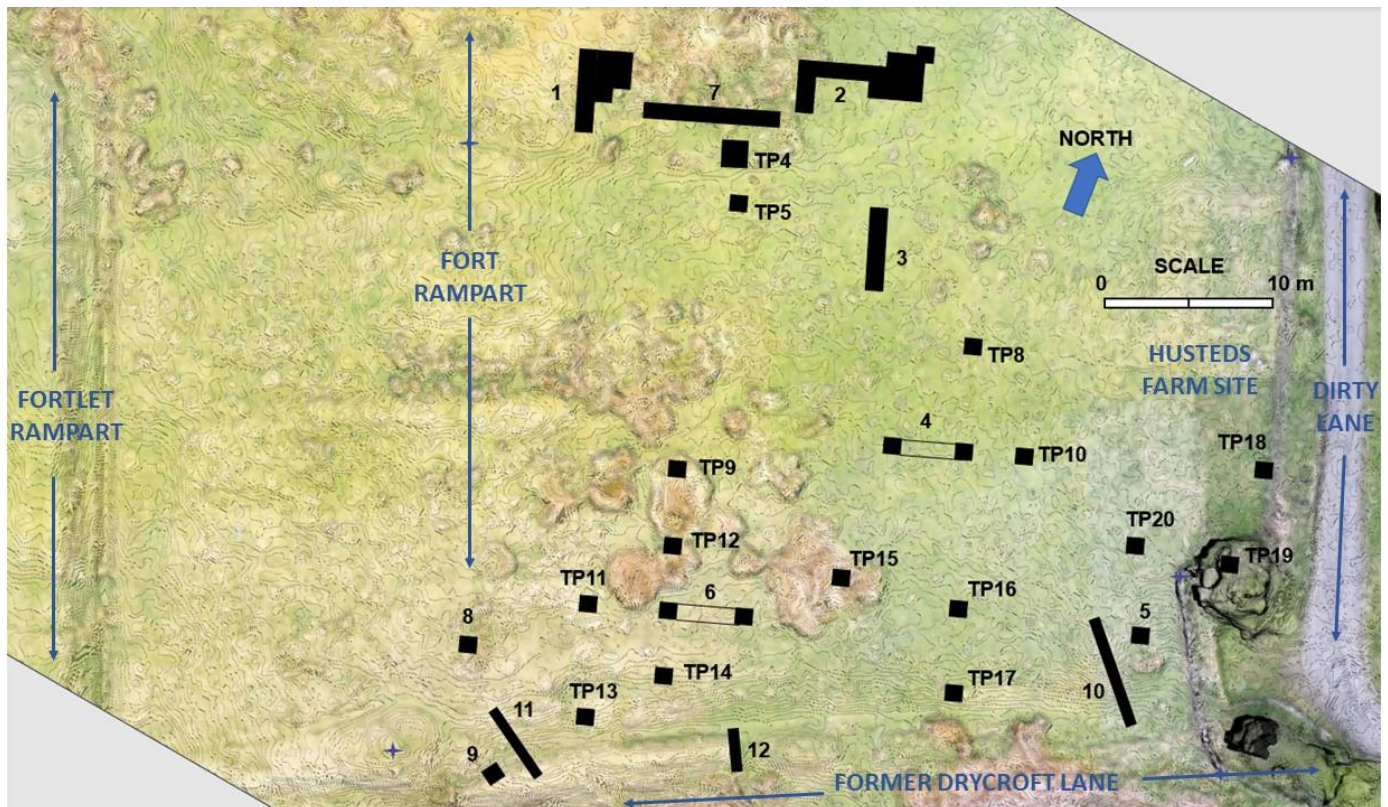 1
7
2
NORTH
TP4
TP5
FORT
RAMPART
3
SCALE
0 10 m
TP8
HUSTEDS
FARM SITE
DIRTY
LANE
FORTLET
RAMPART
4
TP10
TP18
TP9
TP20
TP12
TP19
TP15
TP11
6
TP16
8
5
TP14
TP13
TP17
10
11
9
12
FORMER DRYCROFT LANE